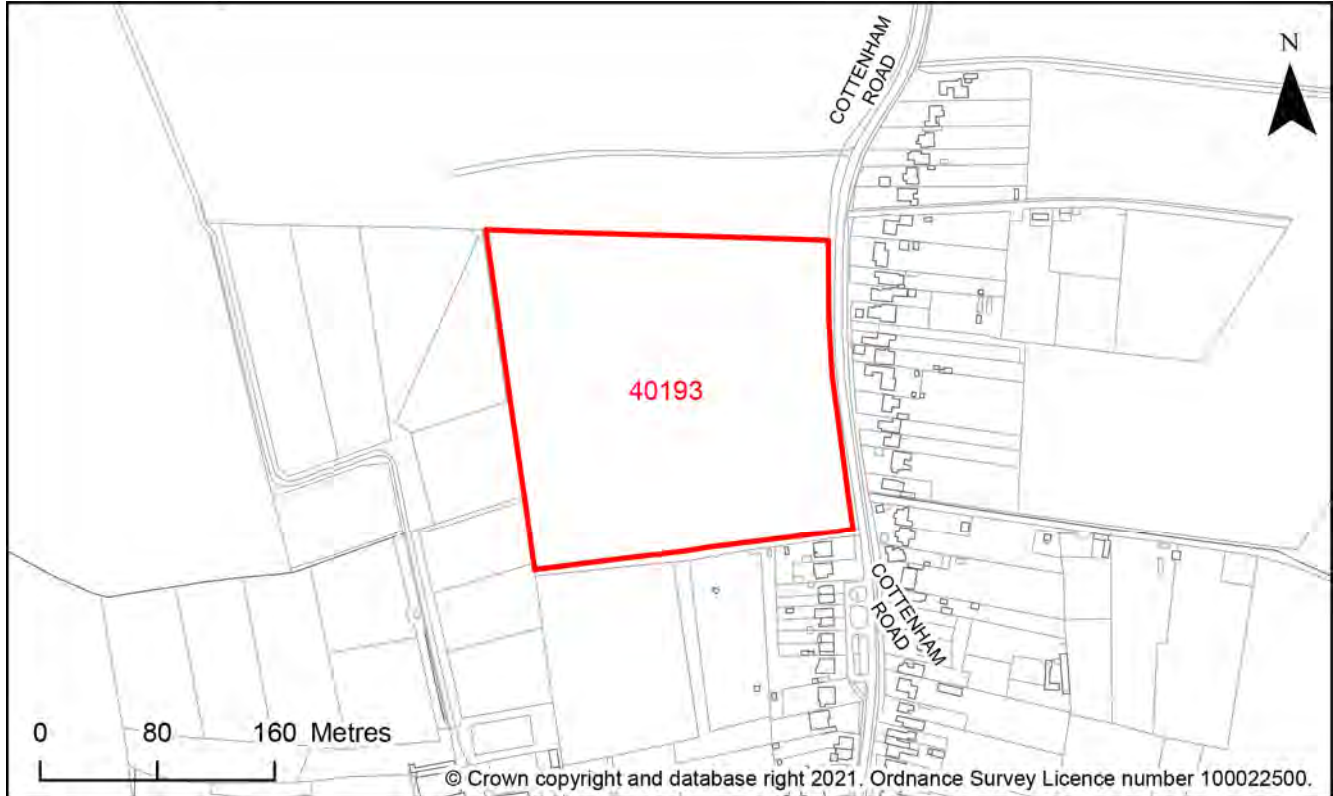 COTTENHAM
ROAD
N
40193
COTTENHAM
ROAD
0 80 160 Metres
© Crown copyright and database right 2021. Ordnance Survey Licence number 100022500.